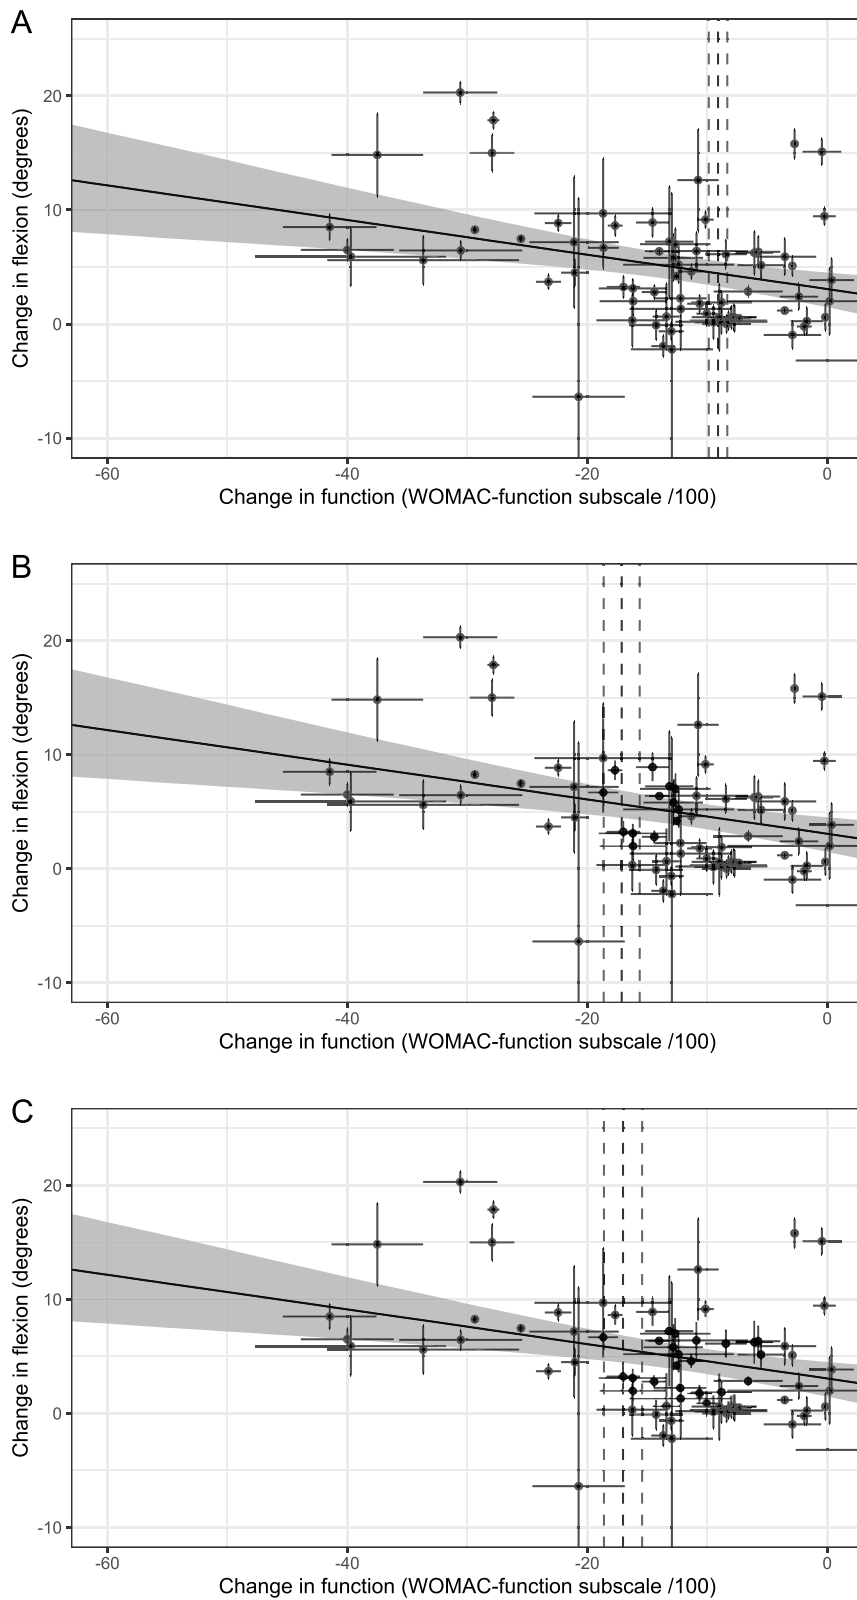 A
Change in flexion (degrees)
20
10
0
-10
-60 -40 -20 0
Change in function (WOMAC-function subscale /100)
B
Change in flexion (degrees)
20
10
0
-10
-60 -40 -20 0
Change in function (WOMAC-function subscale /100)
C
Change in flexion (degrees)
20
10
0
-10
-60 -40 -20 0
Change in function (WOMAC-function subscale /100)